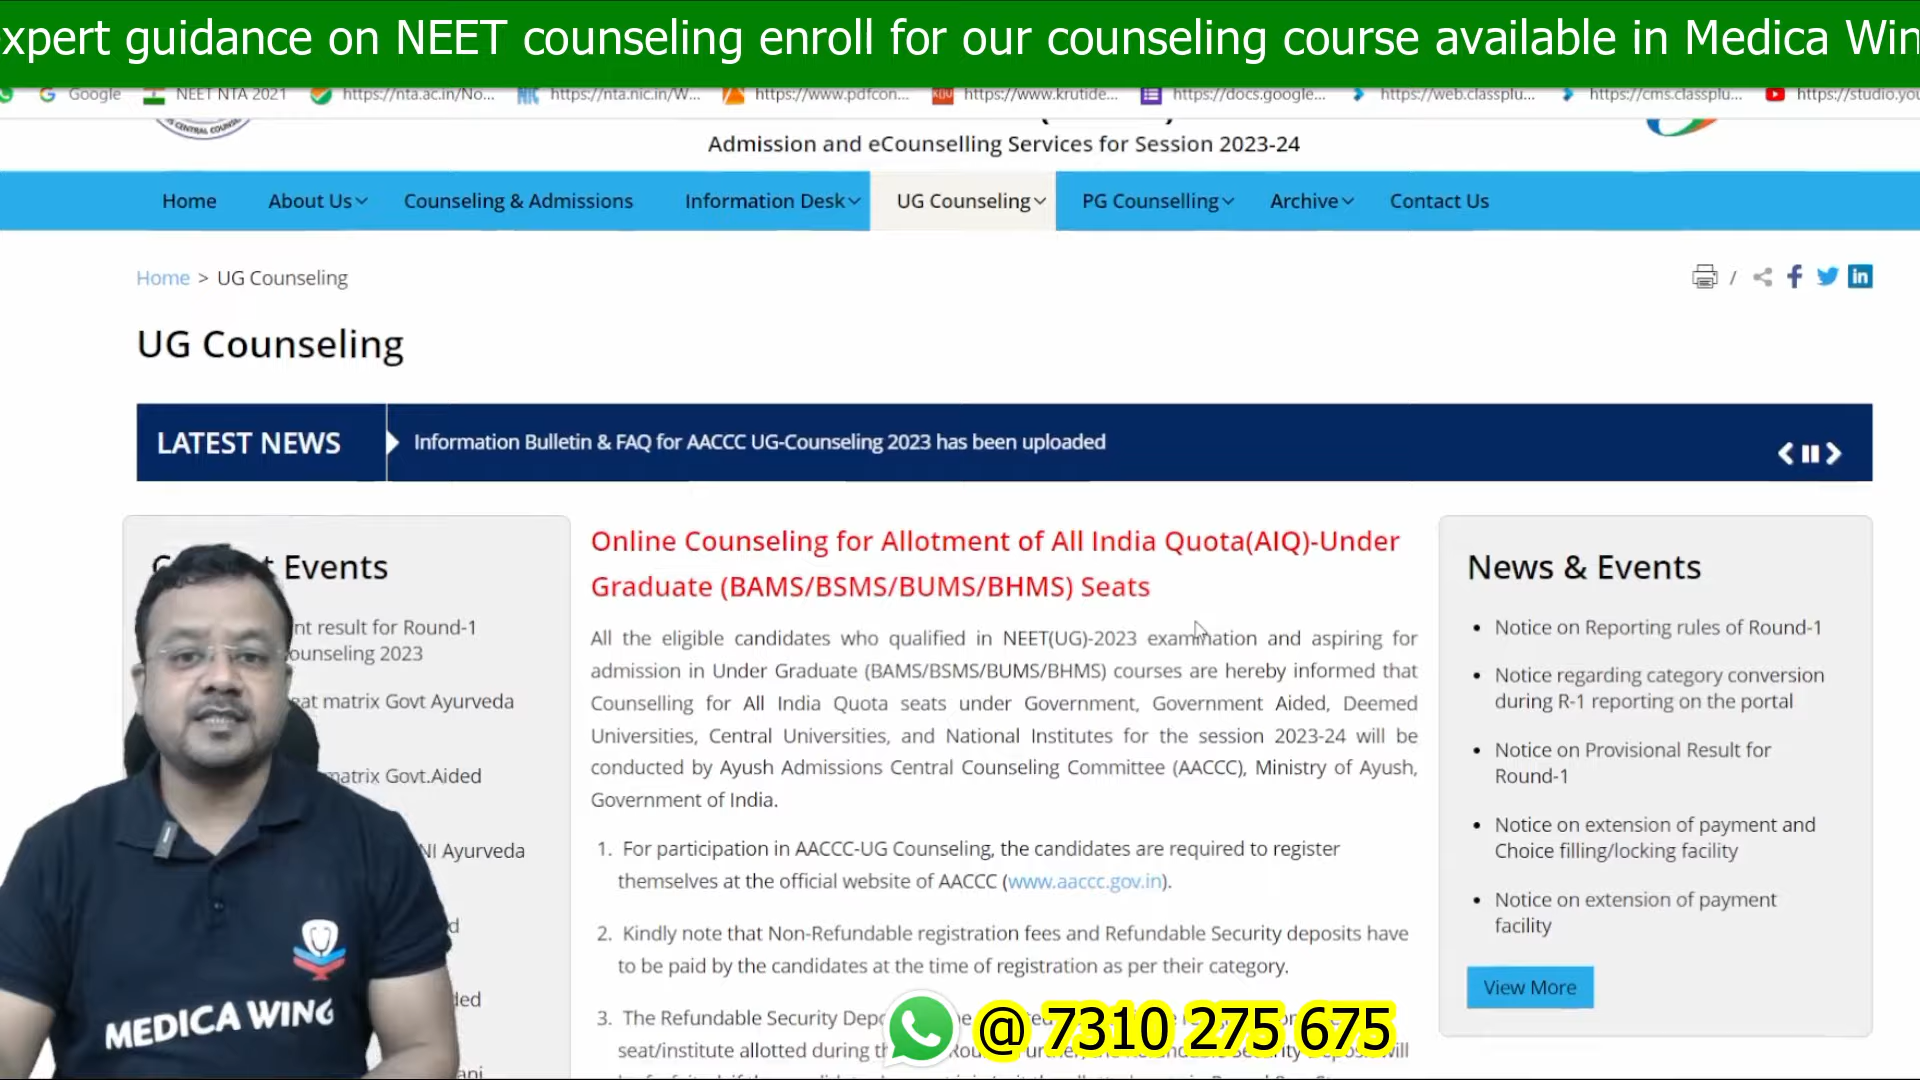 xpert guidance on NEET counseling enroll for our counseling course available in Medica Win
Google NEET NTA 2021 https://nta.ac.in/No... https://nta.nic.in/W... https://www.pdfcon... https://www.krutide... https://docs.google... https://web.classplu... https://cms.classplu... https://studio.you
Admission and eCounselling Services for Session 2023-24
Home About Us Counseling & Admissions Information Desk UG Counseling PG Counselling Archive Contact Us
Home > UG Counseling
UG Counseling
LATEST NEWS Information Bulletin & FAQ for AACCC UG-Counseling 2023 has been uploaded
Events
nt result for Round-1
ounseling 2023
eat matrix Govt Ayurveda
matrix Govt.Aided
NI Ayurveda
MEDICA WING
Online Counseling for Allotment of All India Quota(AIQ)-Under
Graduate (BAMS/BSMS/BUMS/BHMS) Seats
All the eligible candidates who qualified in NEET(UG)-2023 examination and aspiring for
admission in Under Graduate (BAMS/BSMS/BUMS/BHMS) courses are hereby informed that
Counselling for All India Quota seats under Government, Government Aided, Deemed
Universities, Central Universities, and National Institutes for the session 2023-24 will be
conducted by Ayush Admissions Central Counseling Committee (AACCC), Ministry of Ayush,
Government of India.
1. For participation in AACCC-UG Counseling, the candidates are required to register
themselves at the official website of AACCC (www.aaccc.gov.in).
2. Kindly note that Non-Refundable registration fees and Refundable Security deposits have
to be paid by the candidates at the time of registration as per their category.
3. The Refundable Security
seat/institute allotted during
@ 7310 275 675
News & Events
• Notice on Reporting rules of Round-1
• Notice regarding category conversion
during R-1 reporting on the portal
• Notice on Provisional Result for
Round-1
• Notice on extension of payment and
Choice filling/locking facility
• Notice on extension of payment
facility
View More